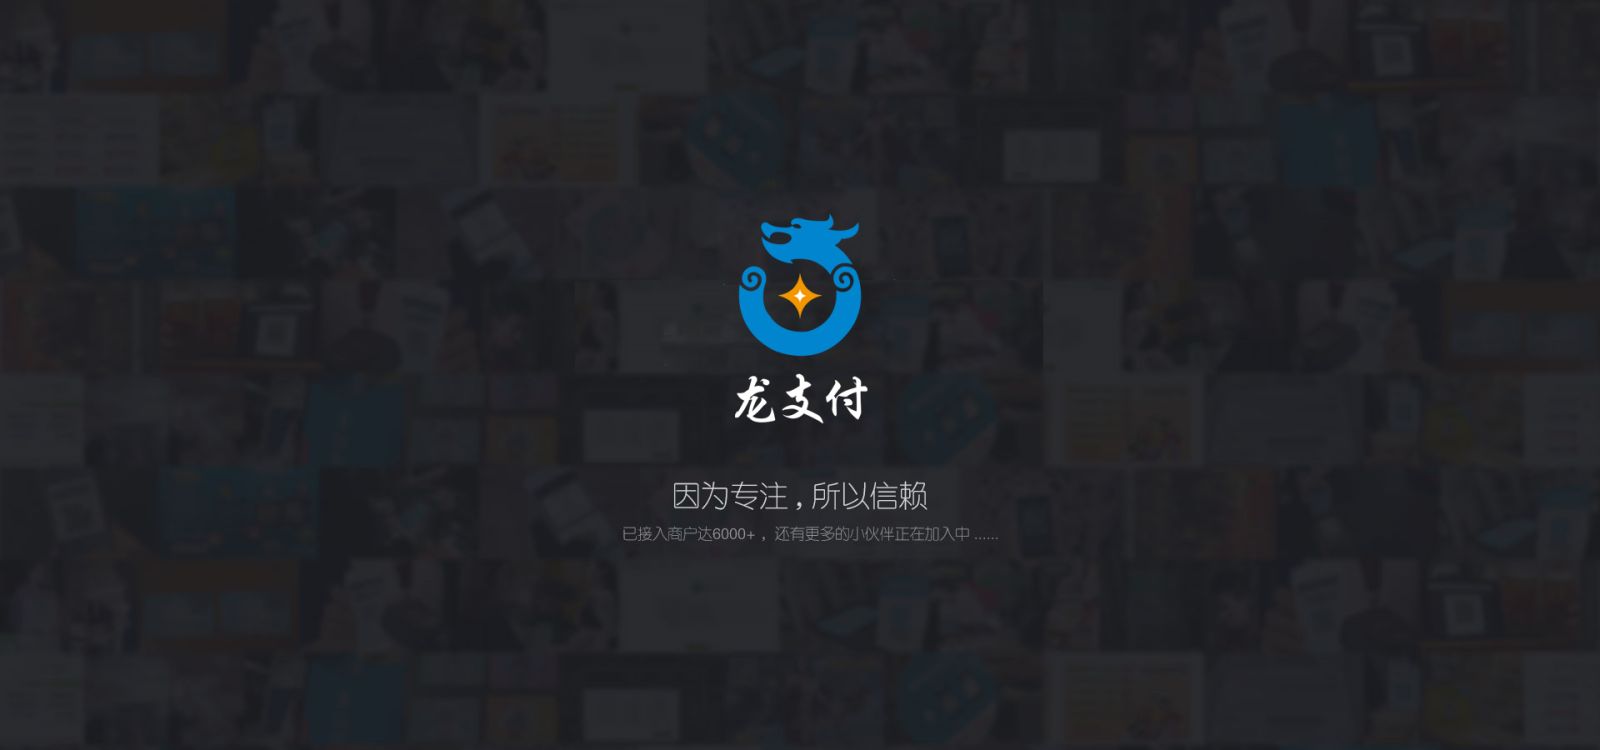 龙支付
因为专注，所以信赖
已接入商户达6000+， 还有更多的小伙伴正在加入中 ......